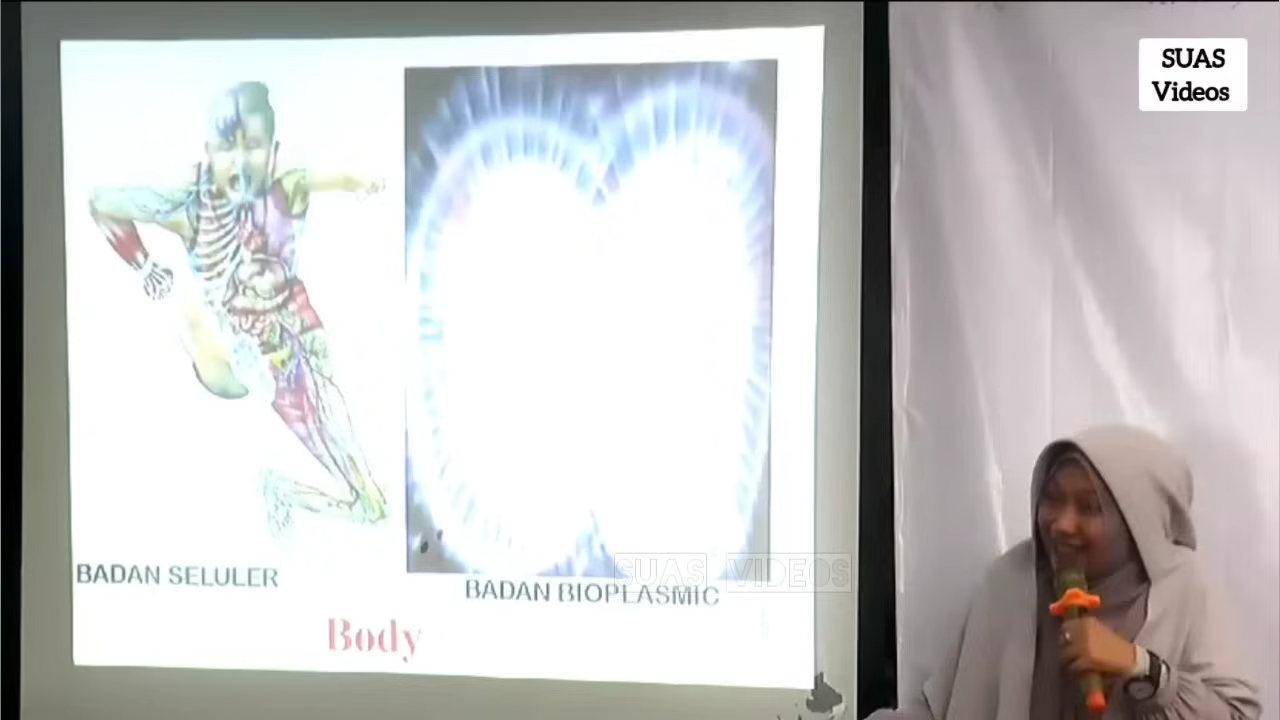 SUAS
Videos
BADAN SELULER
BADAN BIOPLASMIC
SUAS VIDEOS
Body